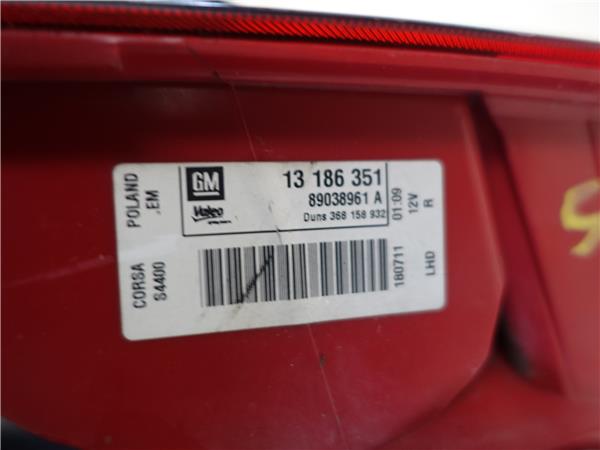 GM
13 186 351
Valeo
89038961 A
Duns 368 158 932
POLAND
.EM
CORSA
S4400
01:09
12V
R
180711
LHD